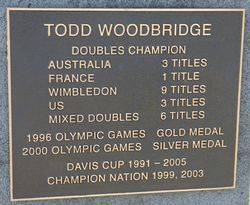 TODD WOODBRIDGE
DOUBLES CHAMPION
AUSTRALIA 3 TITLES
FRANCE 1 TITLE
WIMBLEDON 9 TITLES
US 3 TITLES
MIXED DOUBLES 6 TITLES
1996 OLYMPIC GAMES GOLD MEDAL
2000 OLYMPIC GAMES SILVER MEDAL
DAVIS CUP 1991 – 2005
CHAMPION NATION 1999, 2003